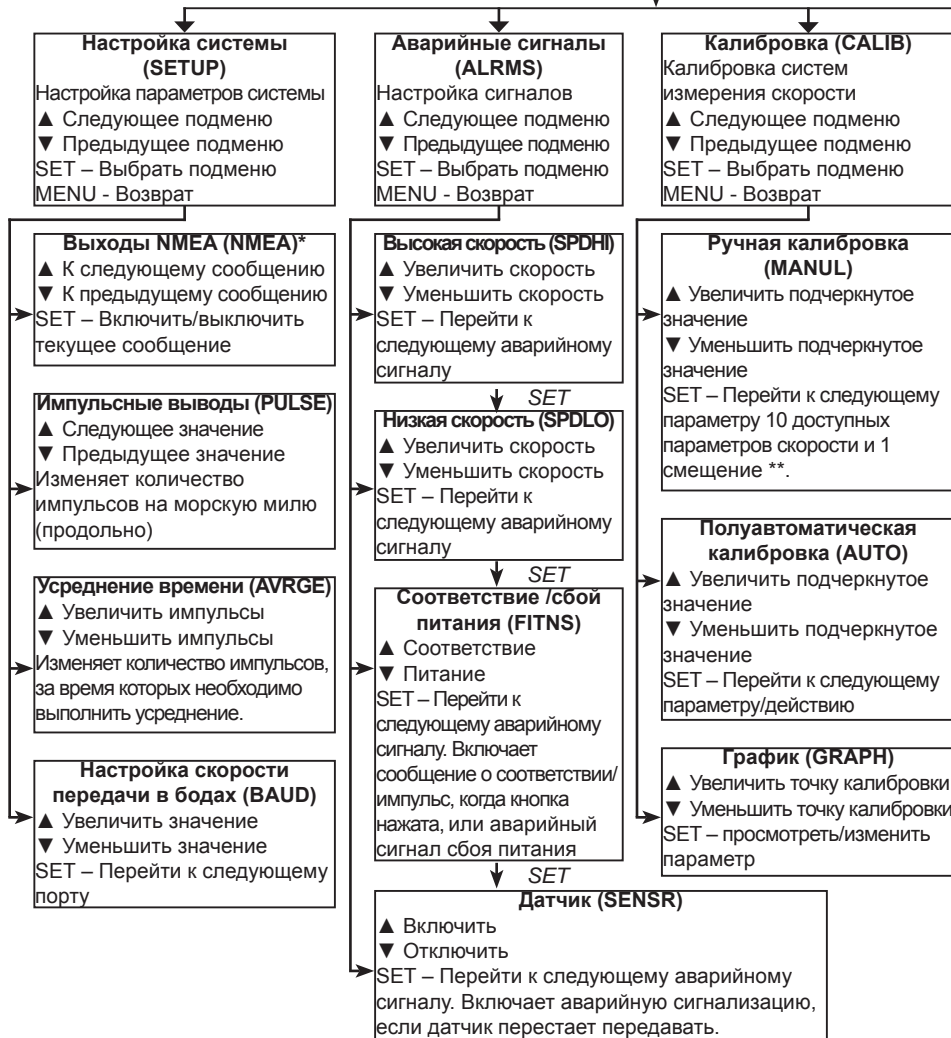 Настройка системы
(SETUP)
Настройка параметров системы
▲ Следующее подменю
▼ Предыдущее подменю
SET – Выбрать подменю
MENU - Возврат
Выходы NMEA (NMEA)*
▲ К следующему сообщению
▼ К предыдущему сообщению
SET – Включить/выключить
текущее сообщение
Импульсные выводы (PULSE)
▲ Следующее значение
▼ Предыдущее значение
Изменяет количество
импульсов на морскую милю
(продольно)
Усреднение времени (AVRGE)
▲ Увеличить импульсы
▼ Уменьшить импульсы
Изменяет количество импульсов,
за время которых необходимо
выполнить усреднение.
Настройка скорости
передачи в бодах (BAUD)
▲ Увеличить значение
▼ Уменьшить значение
SET – Перейти к следующему
порту
Аварийные сигналы
(ALRMS)
Настройка сигналов
▲ Следующее подменю
▼ Предыдущее подменю
SET – Выбрать подменю
MENU - Возврат
Высокая скорость (SPDHI)
▲ Увеличить скорость
▼ Уменьшить скорость
SET – Перейти к
следующему аварийному
сигналу
SET
Низкая скорость (SPDLO)
▲ Увеличить скорость
▼ Уменьшить скорость
SET – Перейти к
следующему аварийному
сигналу
SET
Соответствие /сбой
питания (FITNS)
▲ Соответствие
▼ Питание
SET – Перейти к
следующему аварийному
сигналу. Включает
сообщение о соответствии/
импульс, когда кнопка
нажата, или аварийный
сигнал сбоя питания
SET
Датчик (SENSR)
▲ Включить
▼ Отключить
SET – Перейти к следующему аварийному
сигналу. Включает аварийную сигнализацию,
если датчик перестает передавать.
Калибровка (CALIB)
Калибровка систем
измерения скорости
▲ Следующее подменю
▼ Предыдущее подменю
SET – Выбрать подменю
MENU - Возврат
Ручная калибровка
(MANUL)
▲ Увеличить подчеркнутое
значение
▼ Уменьшить подчеркнутое
значение
SET – Перейти к следующему
параметру 10 доступных
параметров скорости и 1
смещение **.
Полуавтоматическая
калибровка (AUTO)
▲ Увеличить подчеркнутое
значение
▼ Уменьшить подчеркнутое
значение
SET – Перейти к следующему
параметру/действию
График (GRAPH)
▲ Увеличить точку калибровки
▼ Уменьшить точку калибровки
SET – просмотреть/изменить
параметр